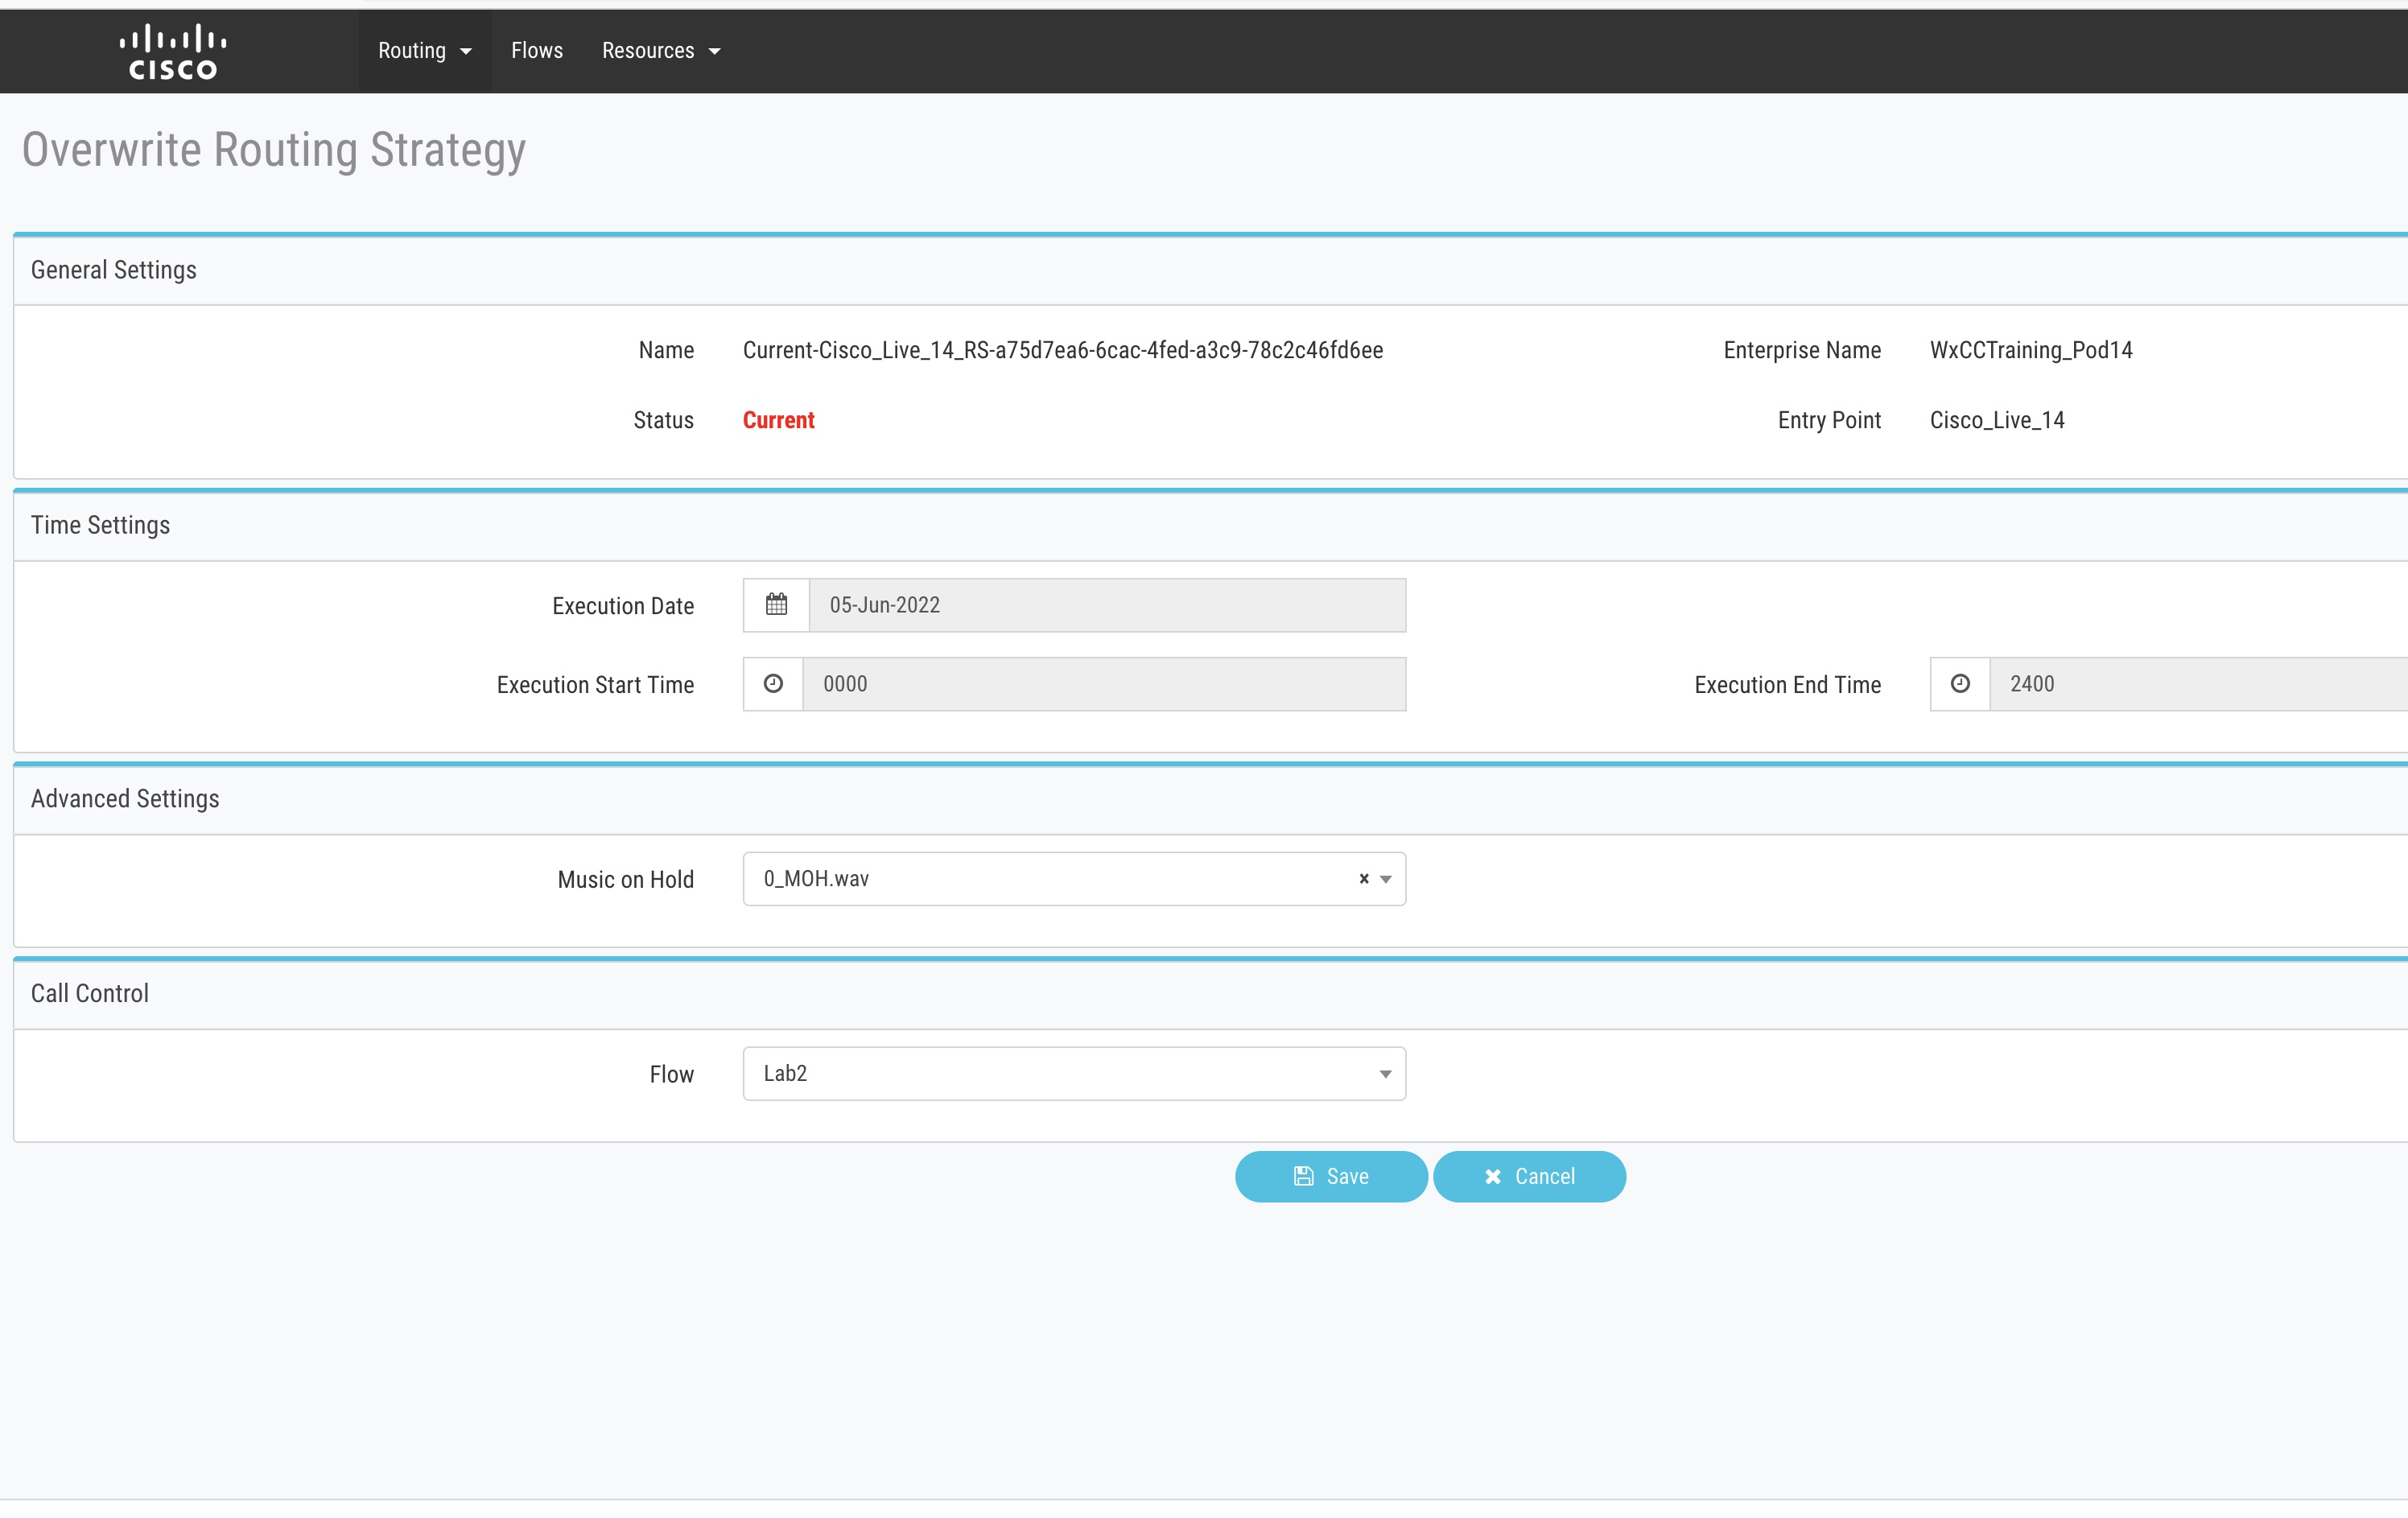 CISCO
Routing Flows Resources
Overwrite Routing Strategy
General Settings
Name Current-Cisco_Live_14_RS-a75d7ea6-6cac-4fed-a3c9-78c2c46fd6ee Enterprise Name WxCCTraining_Pod14
Status Current Entry Point Cisco_Live_14
Time Settings
Execution Date 05-Jun-2022
Execution Start Time 0000 Execution End Time 2400
Advanced Settings
Music on Hold 0_MOH.wav
Call Control
Flow Lab2
Save Cancel